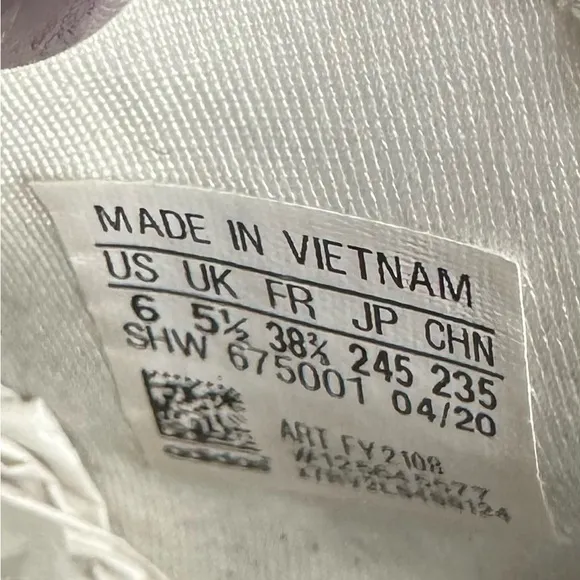 MADE IN VIETNAM
US UK FR JP CHN
6 5½ 38⅔ 245 235
SHW 675001 04/20
ART FY2108